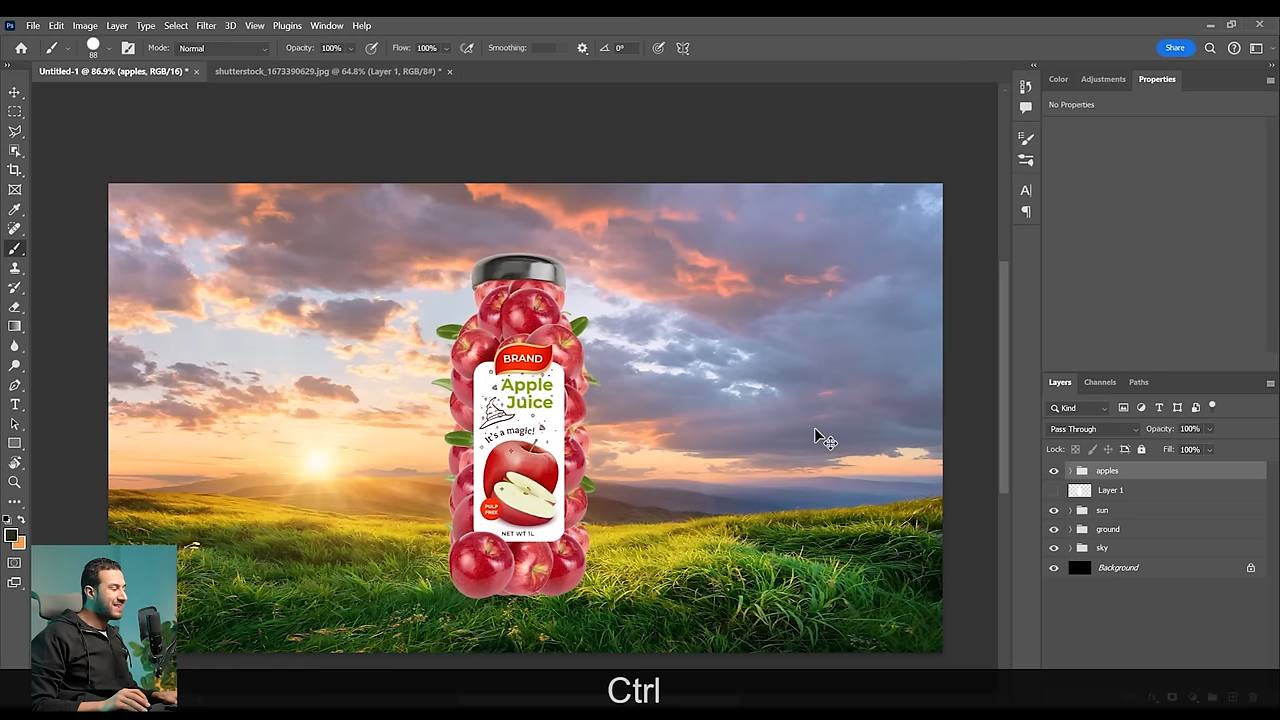 Ps File Edit Image Layer Type Select Filter 3D View Plugins Window Help
88 Mode: Normal Opacity: 100% Flow: 100% Smoothing: 0° Share
Untitled-1 @ 86.9% (apples, RGB/16) * × shutterstock_1673390629.jpg @ 64.8% (Layer 1, RGB/8#) * ×
Color Adjustments Properties
No Properties
BRAND
Apple
Juice
It's a magic!
PULP
FREE
NET WT 1L
Layers Channels Paths
Kind
Pass Through Opacity: 100%
Lock: Fill: 100%
apples
Layer 1
sun
ground
sky
Background
Ctrl